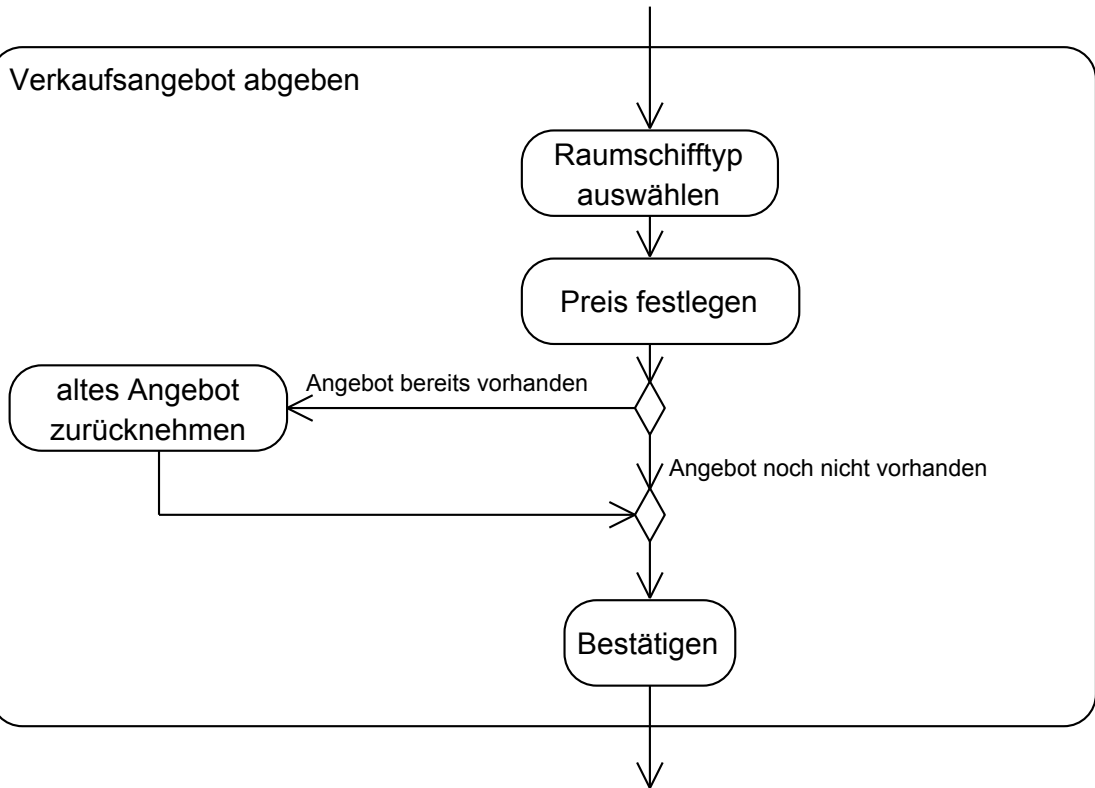 Verkaufsangebot abgeben
Raumschifftyp
auswählen
Preis festlegen
Angebot bereits vorhanden
altes Angebot
zurücknehmen
Angebot noch nicht vorhanden
Bestätigen